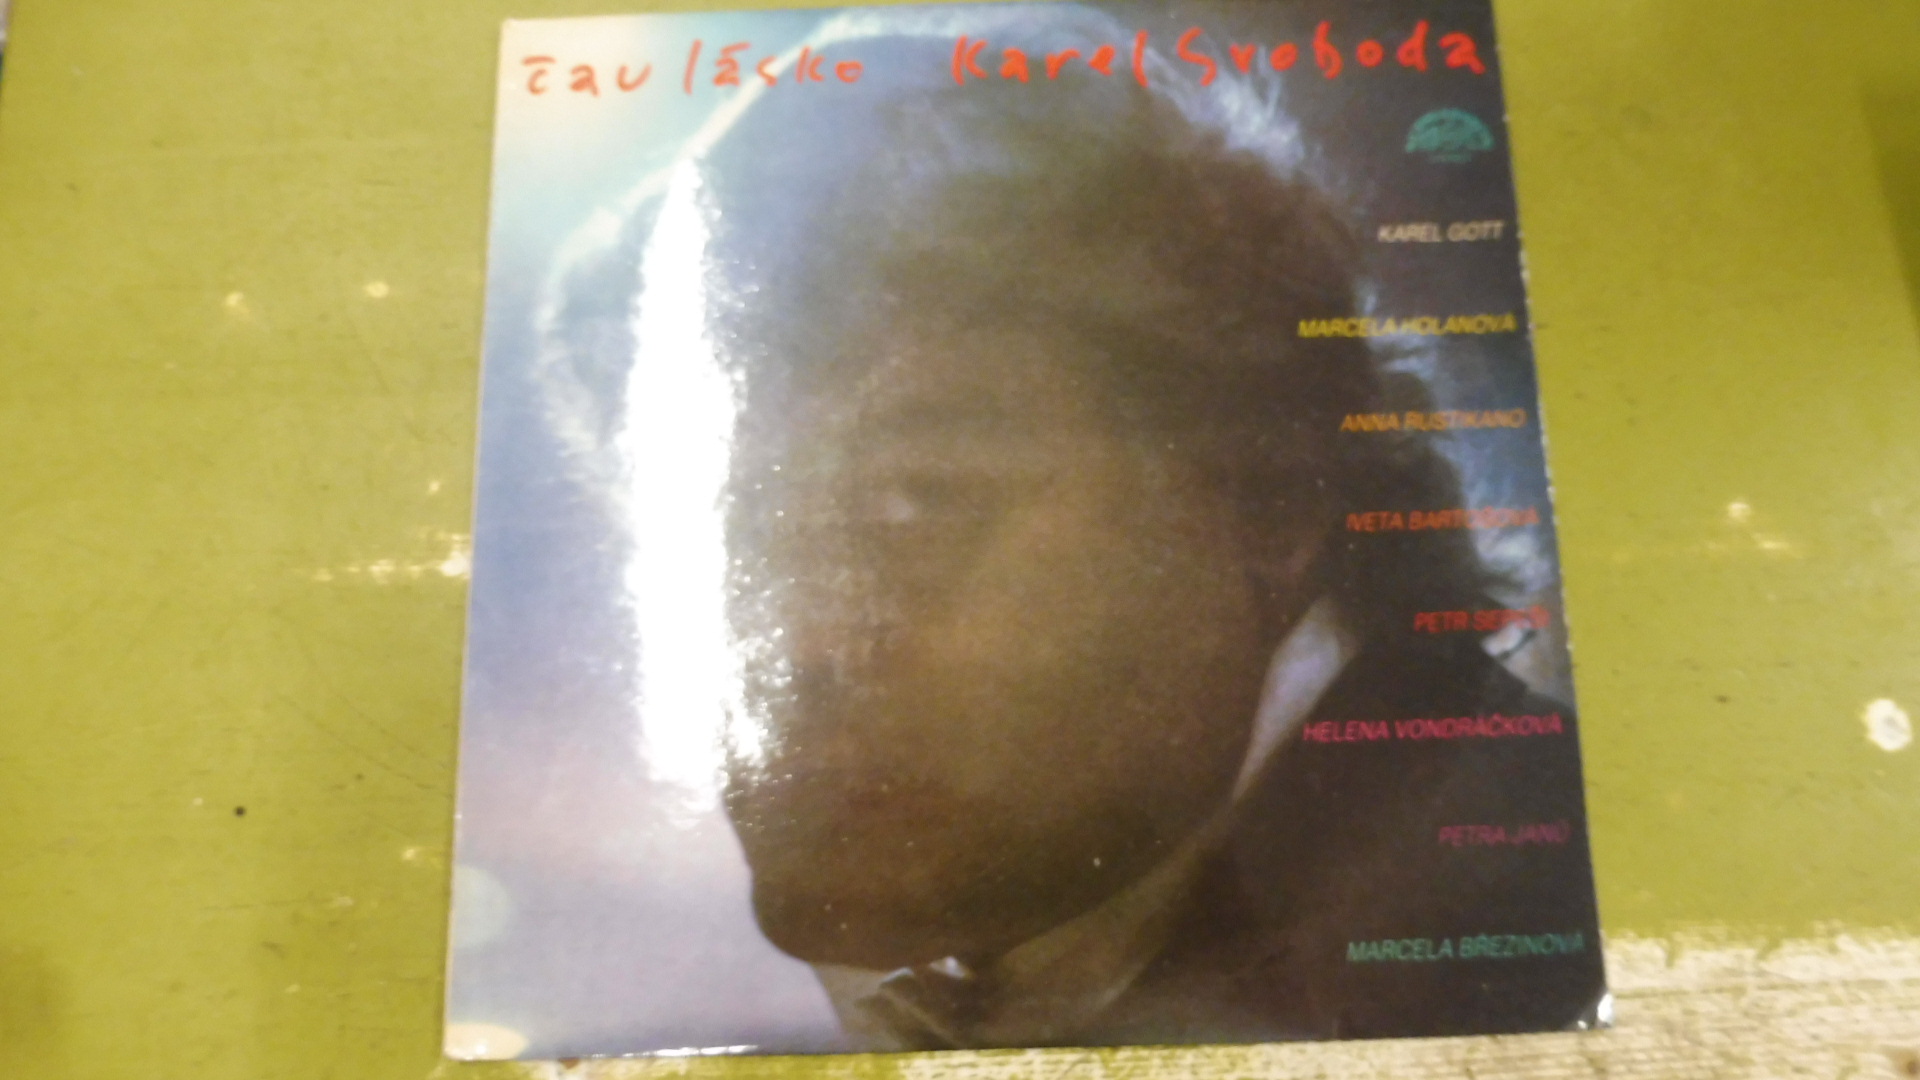 čau lásko Karel Svoboda
KAREL GOTT
MARCELA HOLANOVÁ
ANNA RUSTIKANO
IVETA BARTOŠOVÁ
PETR
HELENA VONDRÁČKOVÁ
PETRA JANŮ
MARCELA BŘEZINOVÁ